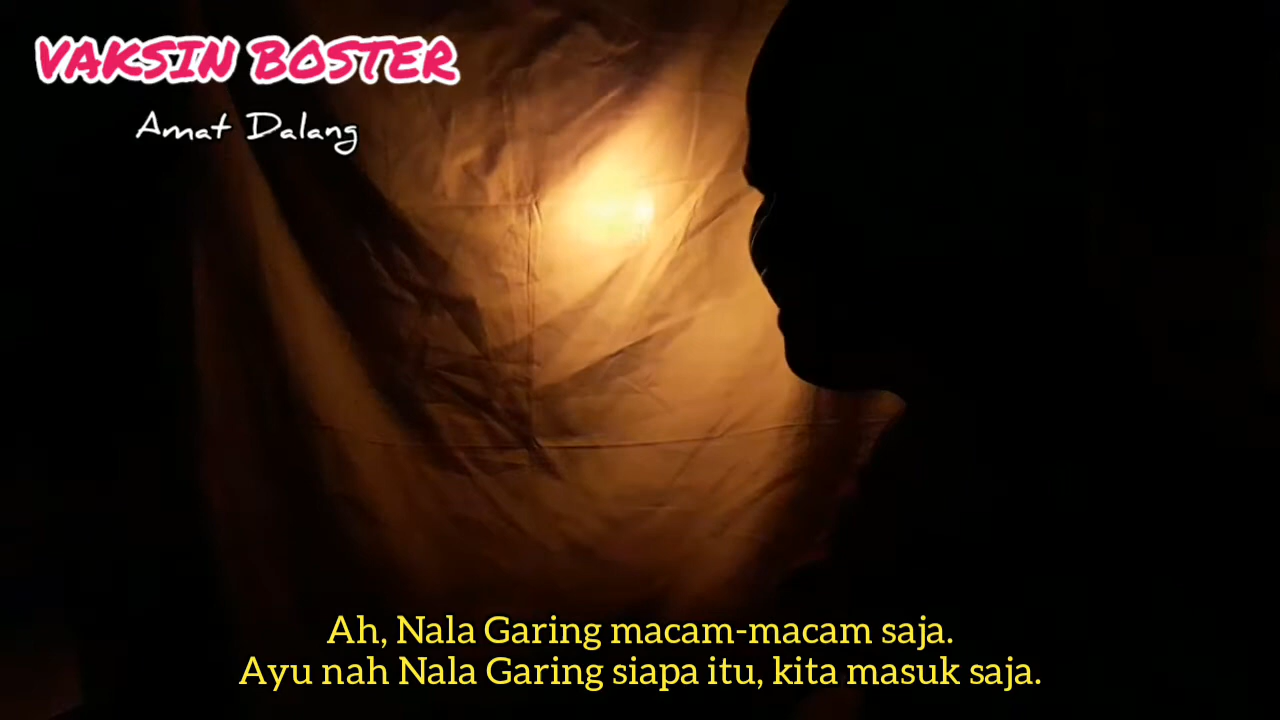 VAKSIN BOSTER
Amat Dalang
Ah, Nala Garing macam-macam saja.
Ayu nah Nala Garing siapa itu, kita masuk saja.